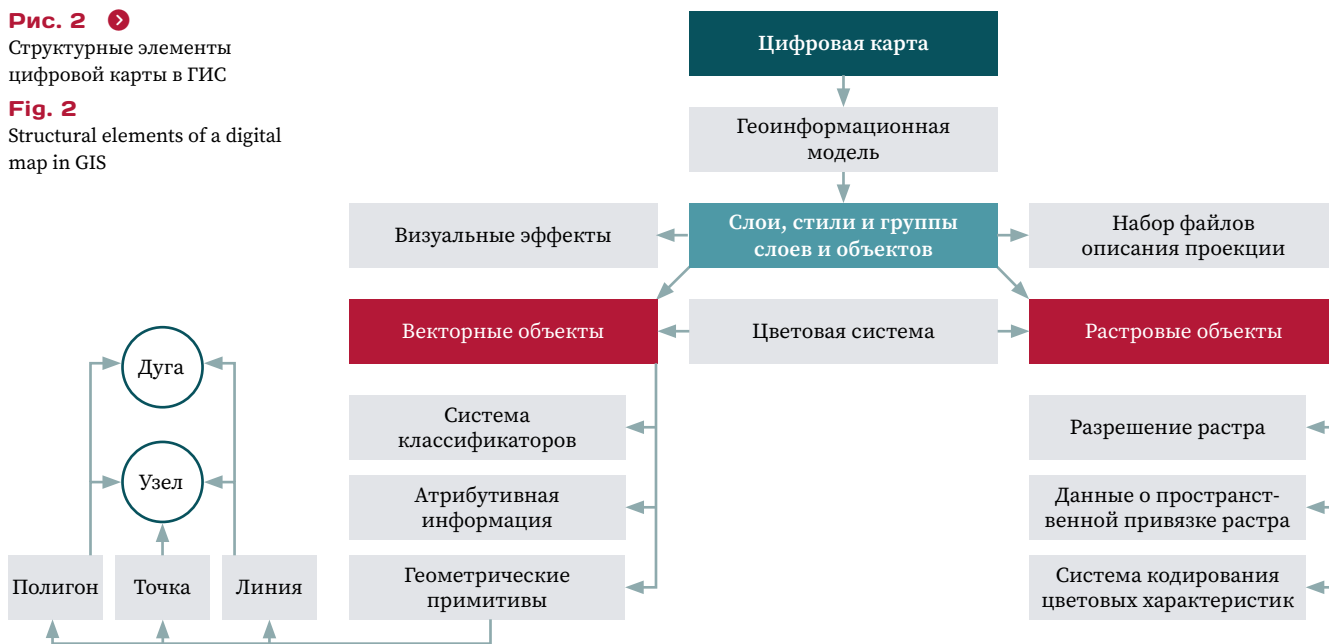 Рис. 2
Структурные элементы
цифровой карты в ГИС
Fig. 2
Structural elements of a digital
map in GIS
Цифровая карта
Геоинформационная
модель
Визуальные эффекты
Слои, стили и группы
слоев и объектов
Набор файлов
описания проекции
Векторные объекты
Цветовая система
Растровые объекты
Дуга
Узел
Система
классификаторов
Атрибутивная
информация
Геометрические
примитивы
Полигон
Точка
Линия
Разрешение растра
Данные о пространст-
венной привязке растра
Система кодирования
цветовых характеристик